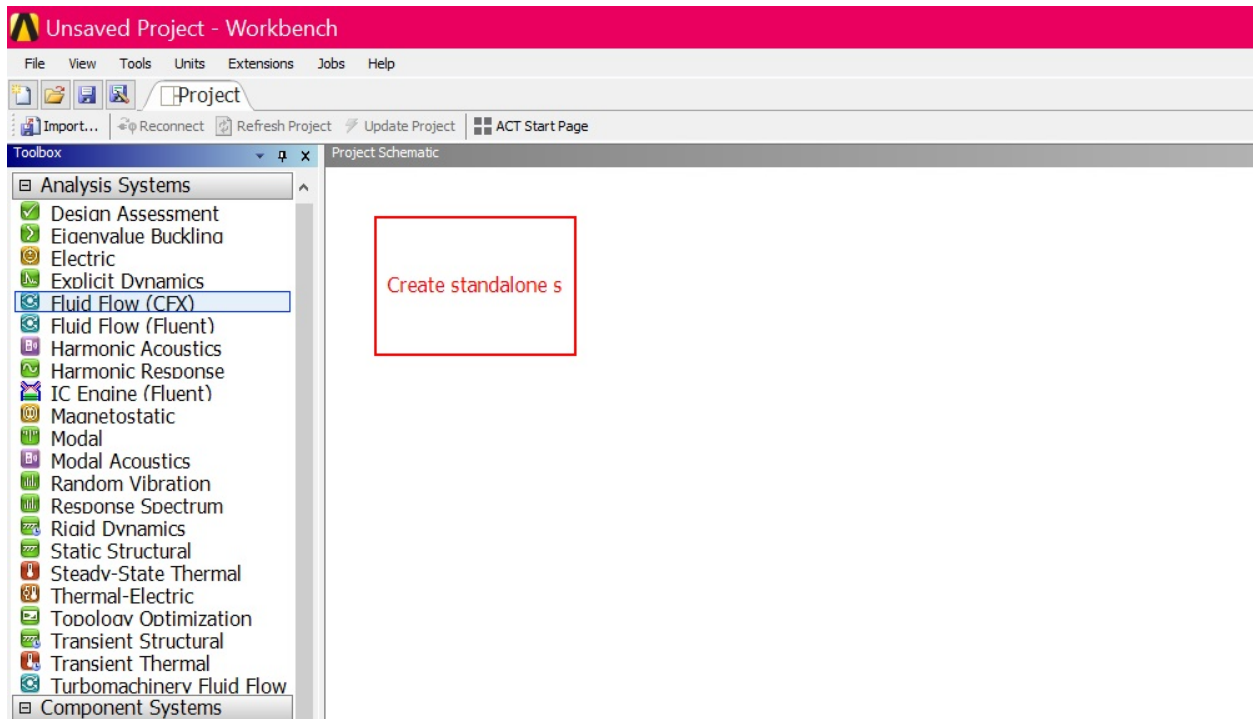 Unsaved Project - Workbench
File View Tools Units Extensions Jobs Help
Project
Import... Reconnect Refresh Project Update Project ACT Start Page
Toolbox
Project Schematic
Analysis Systems
Design Assessment
Eigenvalue Buckling
Electric
Explicit Dynamics
Fluid Flow (CFX)
Fluid Flow (Fluent)
Harmonic Acoustics
Harmonic Response
IC Engine (Fluent)
Magnetostatic
Modal
Modal Acoustics
Random Vibration
Response Spectrum
Rigid Dynamics
Static Structural
Steady-State Thermal
Thermal-Electric
Topology Optimization
Transient Structural
Transient Thermal
Turbomachinery Fluid Flow
Component Systems
Create standalone s